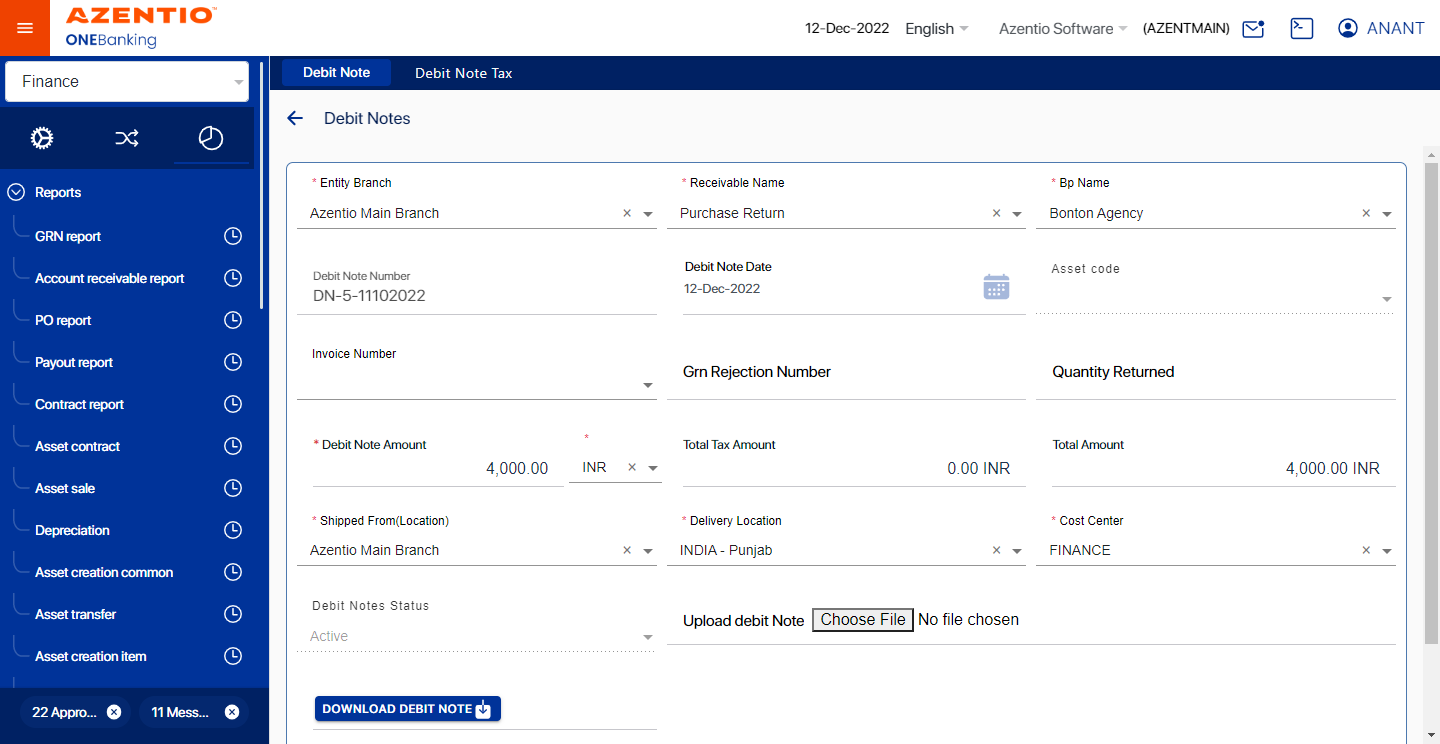 AZENTIO™
ONEBanking
12-Dec-2022 English Azentio Software (AZENTMAIN) ANANT
Finance
Reports
GRN report
Account receivable report
PO report
Payout report
Contract report
Asset contract
Asset sale
Depreciation
Asset creation common
Asset transfer
Asset creation item
22 Appro... 11 Mess...
Debit Note Debit Note Tax
Debit Notes
* Entity Branch * Receivable Name * Bp Name
Azentio Main Branch × Purchase Return × Bonton Agency ×
Debit Note Number Debit Note Date Asset code
DN-5-11102022 12-Dec-2022
Invoice Number
Grn Rejection Number Quantity Returned
* Debit Note Amount * Total Tax Amount Total Amount
4,000.00 INR × 0.00 INR 4,000.00 INR
* Shipped From(Location) * Delivery Location * Cost Center
Azentio Main Branch × INDIA - Punjab × FINANCE ×
Debit Notes Status
Active
Upload debit Note Choose File No file chosen
DOWNLOAD DEBIT NOTE